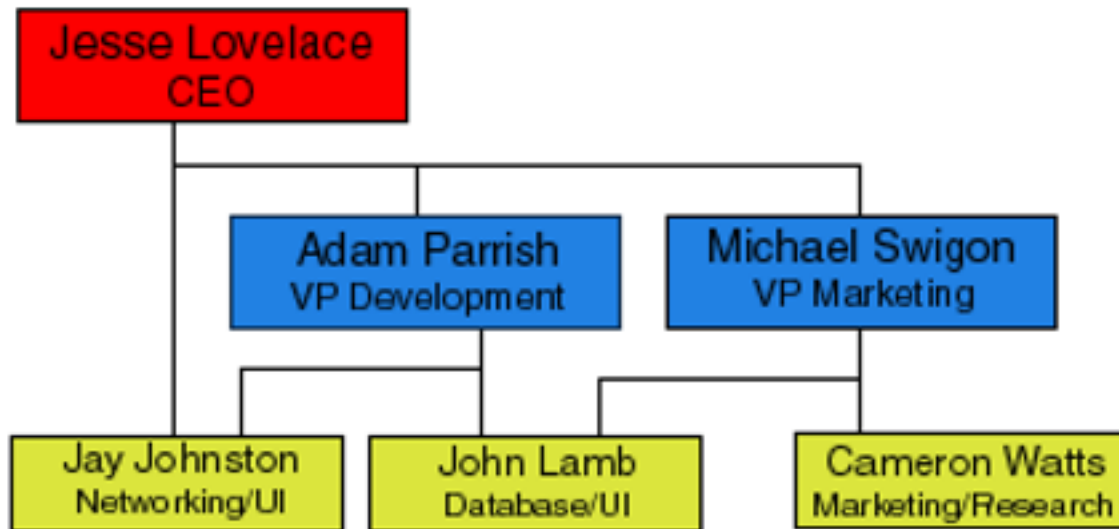 Jesse Lovelace
CEO
Adam Parrish
VP Development
Michael Swigon
VP Marketing
Jay Johnston
Networking/UI
John Lamb
Database/UI
Cameron Watts
Marketing/Research